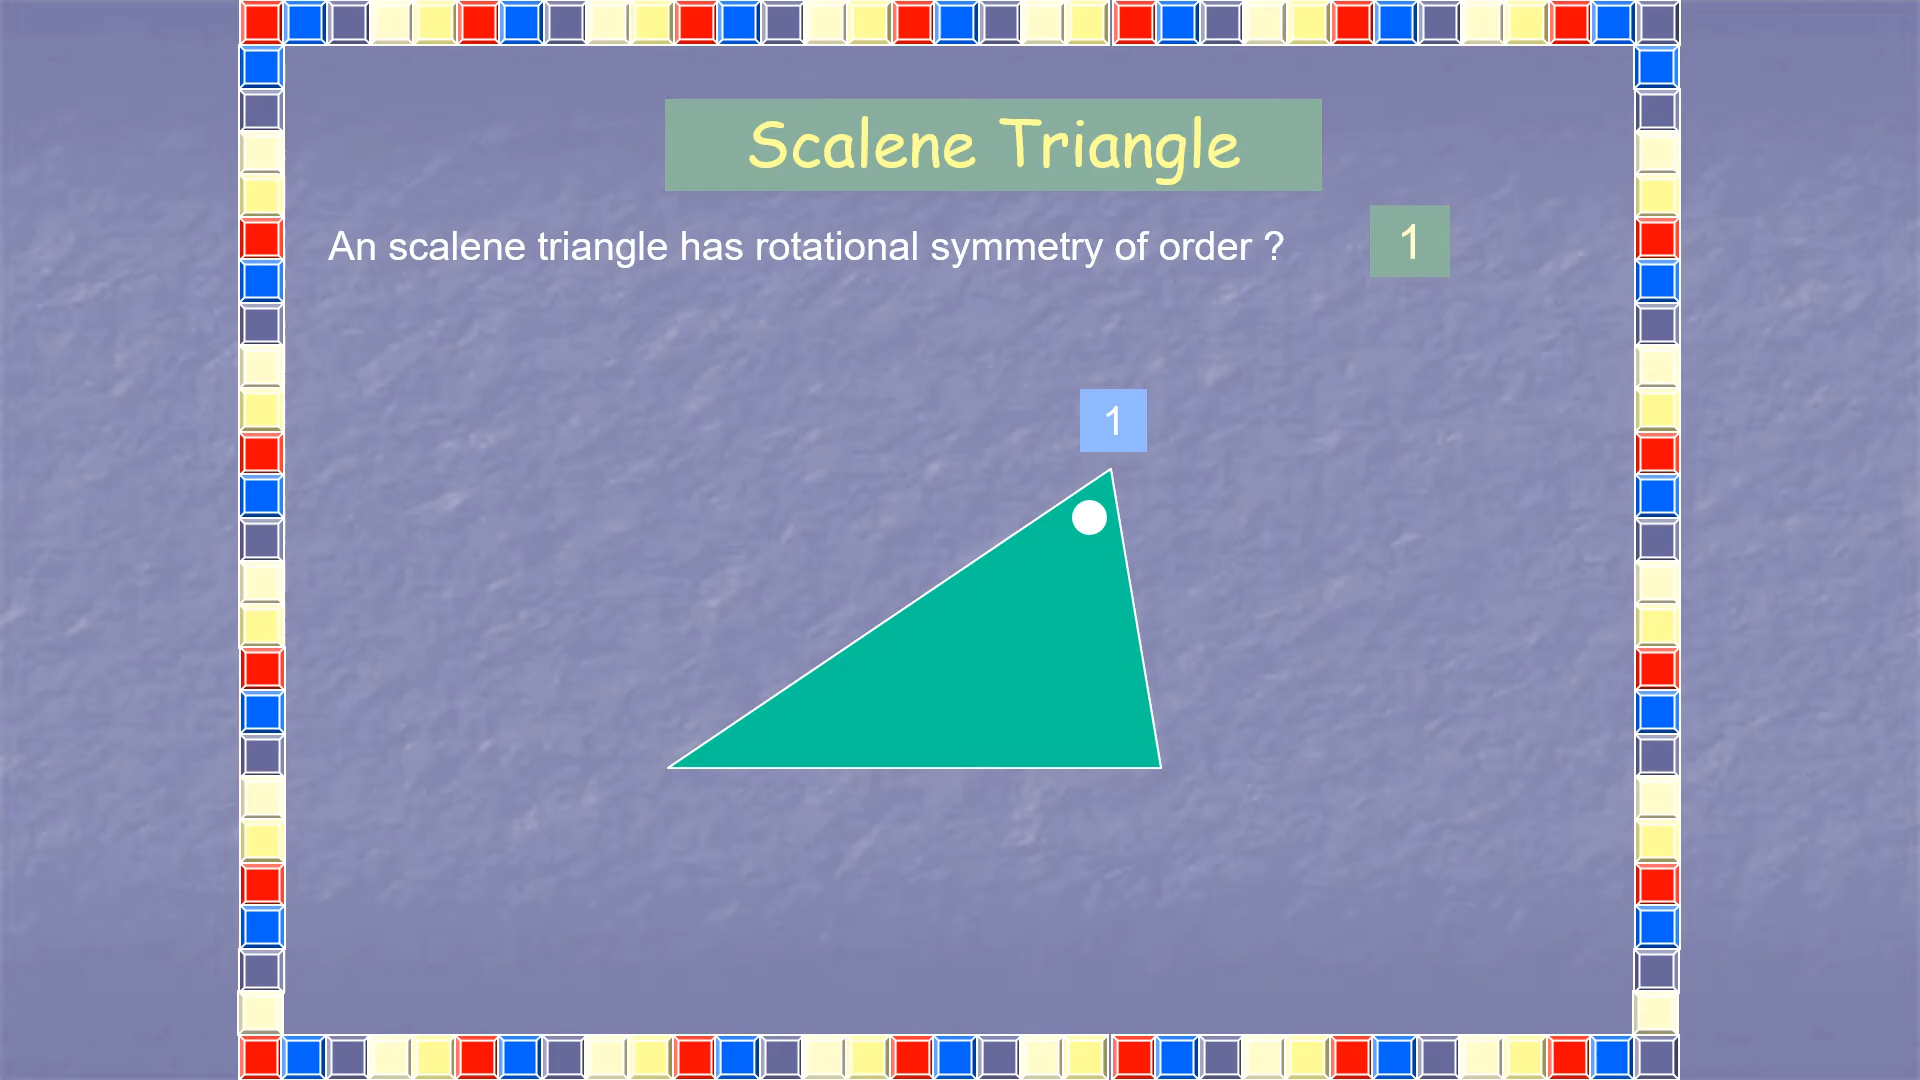 Scalene Triangle
An scalene triangle has rotational symmetry of order ?
1
1